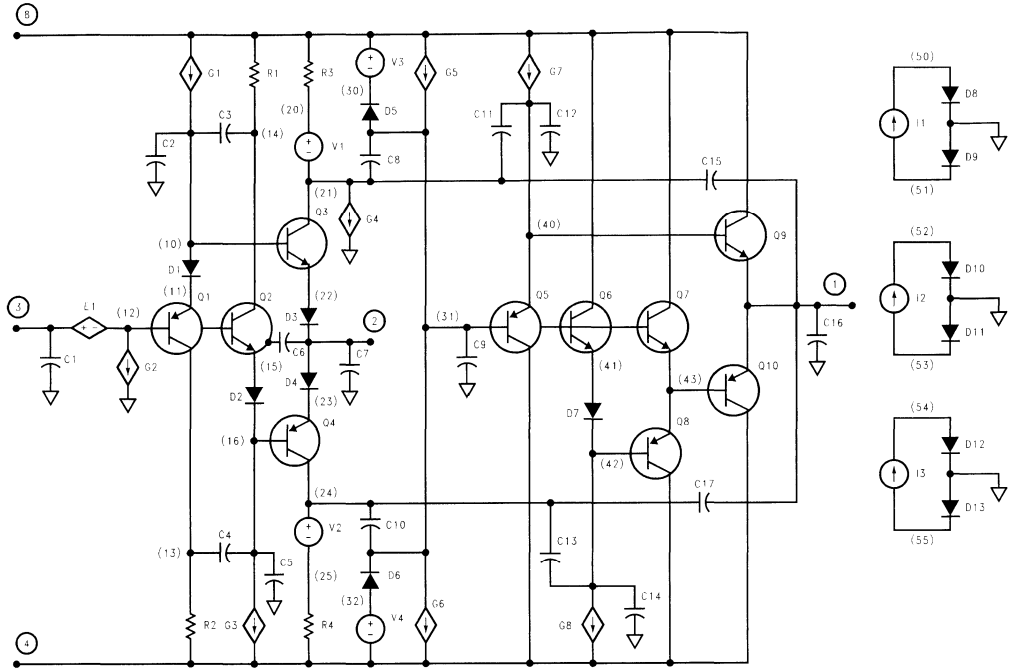 8
G1
R1
R3
V3
(30)
G5
G7
(50)
(20)
D5
D8
C2
C3
(14)
V1
C8
C11
C12
I1
D9
C15
(21)
(51)
Q3
G4
(10)
(40)
Q9
(52)
D1
D10
3
L1
(12)
(11)
Q1
Q2
(22)
D3
2
(31)
Q5
Q6
Q7
1
I2
C1
G2
(15)
C6
C7
C9
(41)
C16
D11
D2
D4
(23)
(43)
Q10
(53)
(16)
Q4
D7
Q8
(54)
(42)
D12
(24)
C17
I3
V2
C10
D13
(13)
C4
C5
(25)
D6
C13
(55)
(32)
C14
R2
G3
R4
V4
G6
G8
4